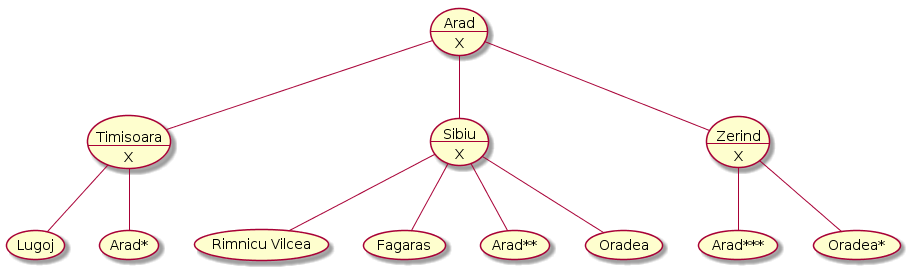 Arad
X
Timisoara
X
Sibiu
X
Zerind
X
Lugoj
Arad*
Rimnicu Vilcea
Fagaras
Arad**
Oradea
Arad***
Oradea*